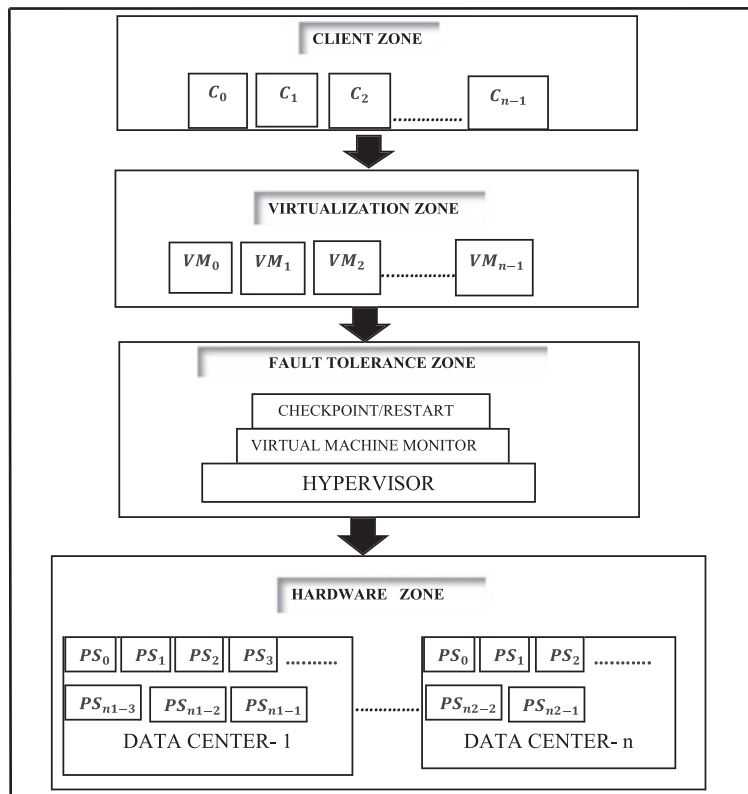 CLIENT ZONE
C₀ C₁ C₂ ............... Cₙ₋₁
VIRTUALIZATION ZONE
VM₀ VM₁ VM₂ ................ VMₙ₋₁
FAULT TOLERANCE ZONE
CHECKPOINT/RESTART
VIRTUAL MACHINE MONITOR
HYPERVISOR
HARDWARE ZONE
PS₀ PS₁ PS₂ PS₃ ..........
PSₙ₁₋₃ PSₙ₁₋₂ PSₙ₁₋₁
DATA CENTER- 1
.............
PS₀ PS₁ PS₂ ..........
PSₙ₂₋₂ PSₙ₂₋₁
DATA CENTER- n